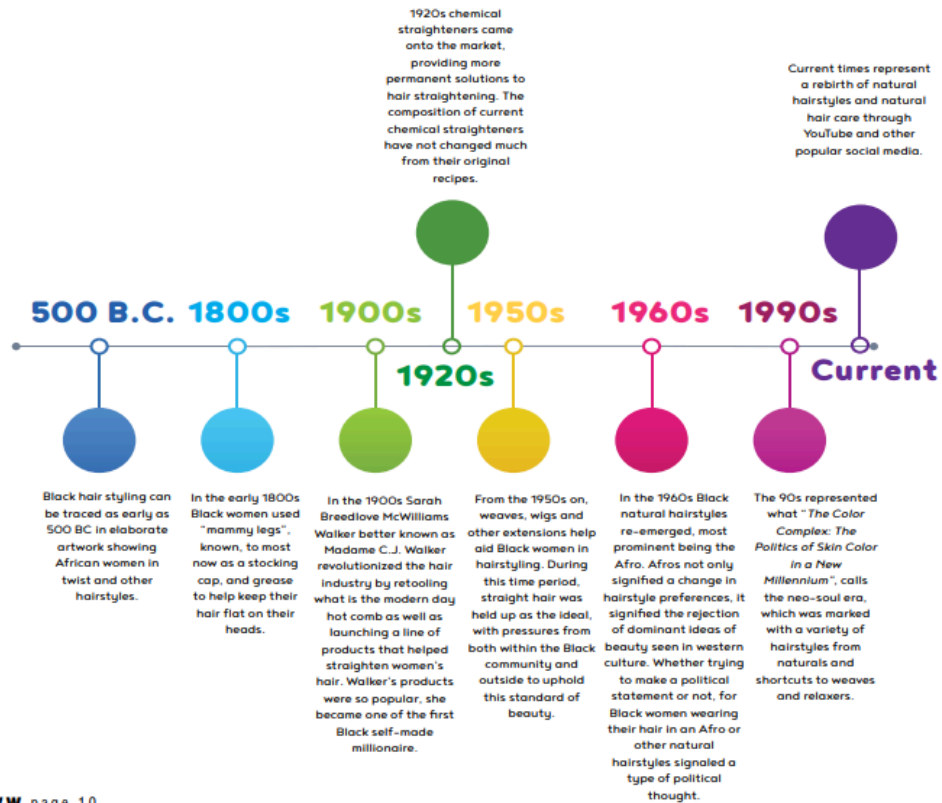 1920s chemical
straighteners came
onto the market,
providing more
permanent solutions to
hair straightening. The
composition of current
chemical straighteners
have not changed much
from their original
recipes.
Current times represent
a rebirth of natural
hairstyles and natural
hair care through
YouTube and other
popular social media.
500 B.C.
1800s
1900s
1950s
1960s
1990s
1920s
Current
Black hair styling can
be traced as early as
500 BC in elaborate
artwork showing
African women in
twist and other
hairstyles.
In the early 1800s
Black women used
"mammy legs",
known, to most
now as a stocking
cap, and grease
to help keep their
hair flat on their
heads.
In the 1900s Sarah
Breedlove McWilliams
Walker better known as
Madame C.J. Walker
revolutionized the hair
industry by retooling
what is the modern day
hot comb as well as
launching a line of
products that helped
straighten women's
hair. Walker's products
were so popular, she
became one of the first
Black self-made
millionaire.
From the 1950s on,
weaves, wigs and
other extensions help
aid Black women in
hairstyling. During
this time period,
straight hair was
held up as the ideal,
with pressures from
both within the Black
community and
outside to uphold
this standard of
beauty.
In the 1960s Black
natural hairstyles
re-emerged, most
prominent being the
Afro. Afros not only
signified a change in
hairstyle preferences, it
signified the rejection
of dominant ideas of
beauty seen in western
culture. Whether trying
to make a political
statement or not, for
Black women wearing
their hair in an Afro or
other natural
hairstyles signaled a
type of political
thought.
The 90s represented
what "The Color
Complex: The
Politics of Skin Color
in a New
Millennium", calls
the neo-soul era,
which was marked
with a variety of
hairstyles from
naturals and
shortcuts to weaves
and relaxers.
page 10